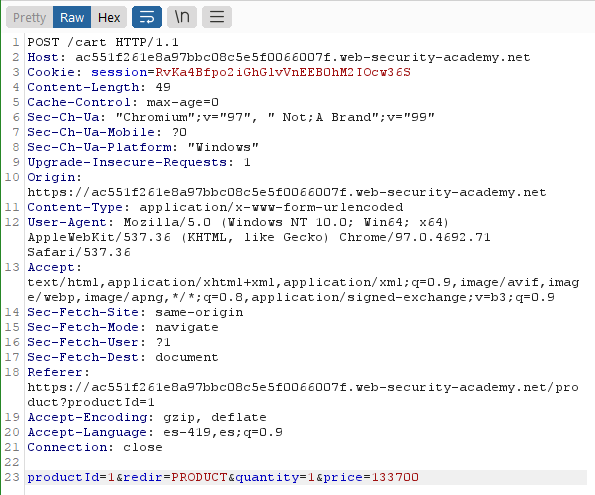 Pretty Raw Hex \n
1 POST /cart HTTP/1.1
2 Host: ac551f261e8a97bbc08c5e5f0066007f.web-security-academy.net
3 Cookie: session=RvKa4Bfpo2iGhGlvVnEEB0hM2IOcw36S
4 Content-Length: 49
5 Cache-Control: max-age=0
6 Sec-Ch-Ua: "Chromium";v="97", " Not;A Brand";v="99"
7 Sec-Ch-Ua-Mobile: ?0
8 Sec-Ch-Ua-Platform: "Windows"
9 Upgrade-Insecure-Requests: 1
10 Origin:
https://ac551f261e8a97bbc08c5e5f0066007f.web-security-academy.net
11 Content-Type: application/x-www-form-urlencoded
12 User-Agent: Mozilla/5.0 (Windows NT 10.0; Win64; x64)
AppleWebKit/537.36 (KHTML, like Gecko) Chrome/97.0.4692.71
Safari/537.36
13 Accept:
text/html,application/xhtml+xml,application/xml;q=0.9,image/avif,imag
e/webp,image/apng,*/*;q=0.8,application/signed-exchange;v=b3;q=0.9
14 Sec-Fetch-Site: same-origin
15 Sec-Fetch-Mode: navigate
16 Sec-Fetch-User: ?1
17 Sec-Fetch-Dest: document
18 Referer:
https://ac551f261e8a97bbc08c5e5f0066007f.web-security-academy.net/pro
duct?productId=1
19 Accept-Encoding: gzip, deflate
20 Accept-Language: es-419,es;q=0.9
21 Connection: close
22
23 productId=1&redir=PRODUCT&quantity=1&price=133700